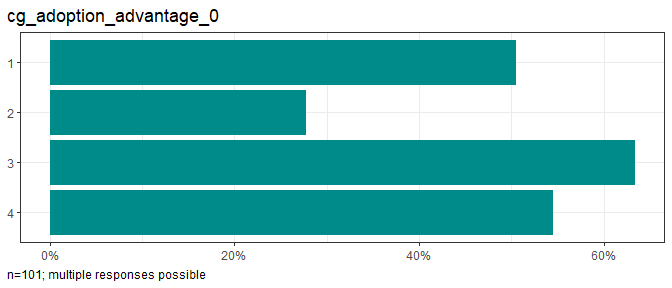 cg_adoption_advantage_0
1
2
3
4
0% 20% 40% 60%
n=101; multiple responses possible